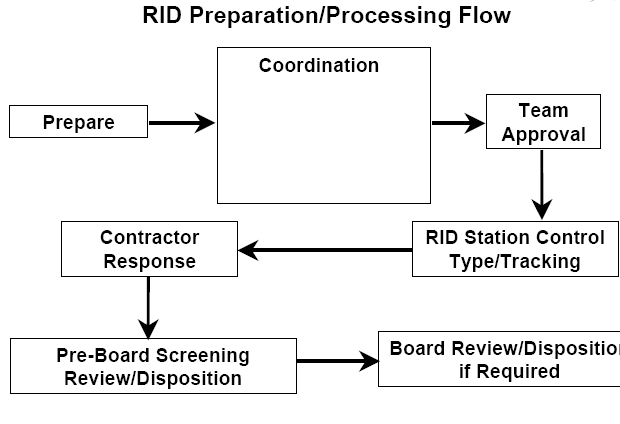 RID Preparation/Processing Flow
Coordination
Prepare
Team
Approval
Contractor
Response
RID Station Control
Type/Tracking
Pre-Board Screening
Review/Disposition
Board Review/Dispositio
if Required